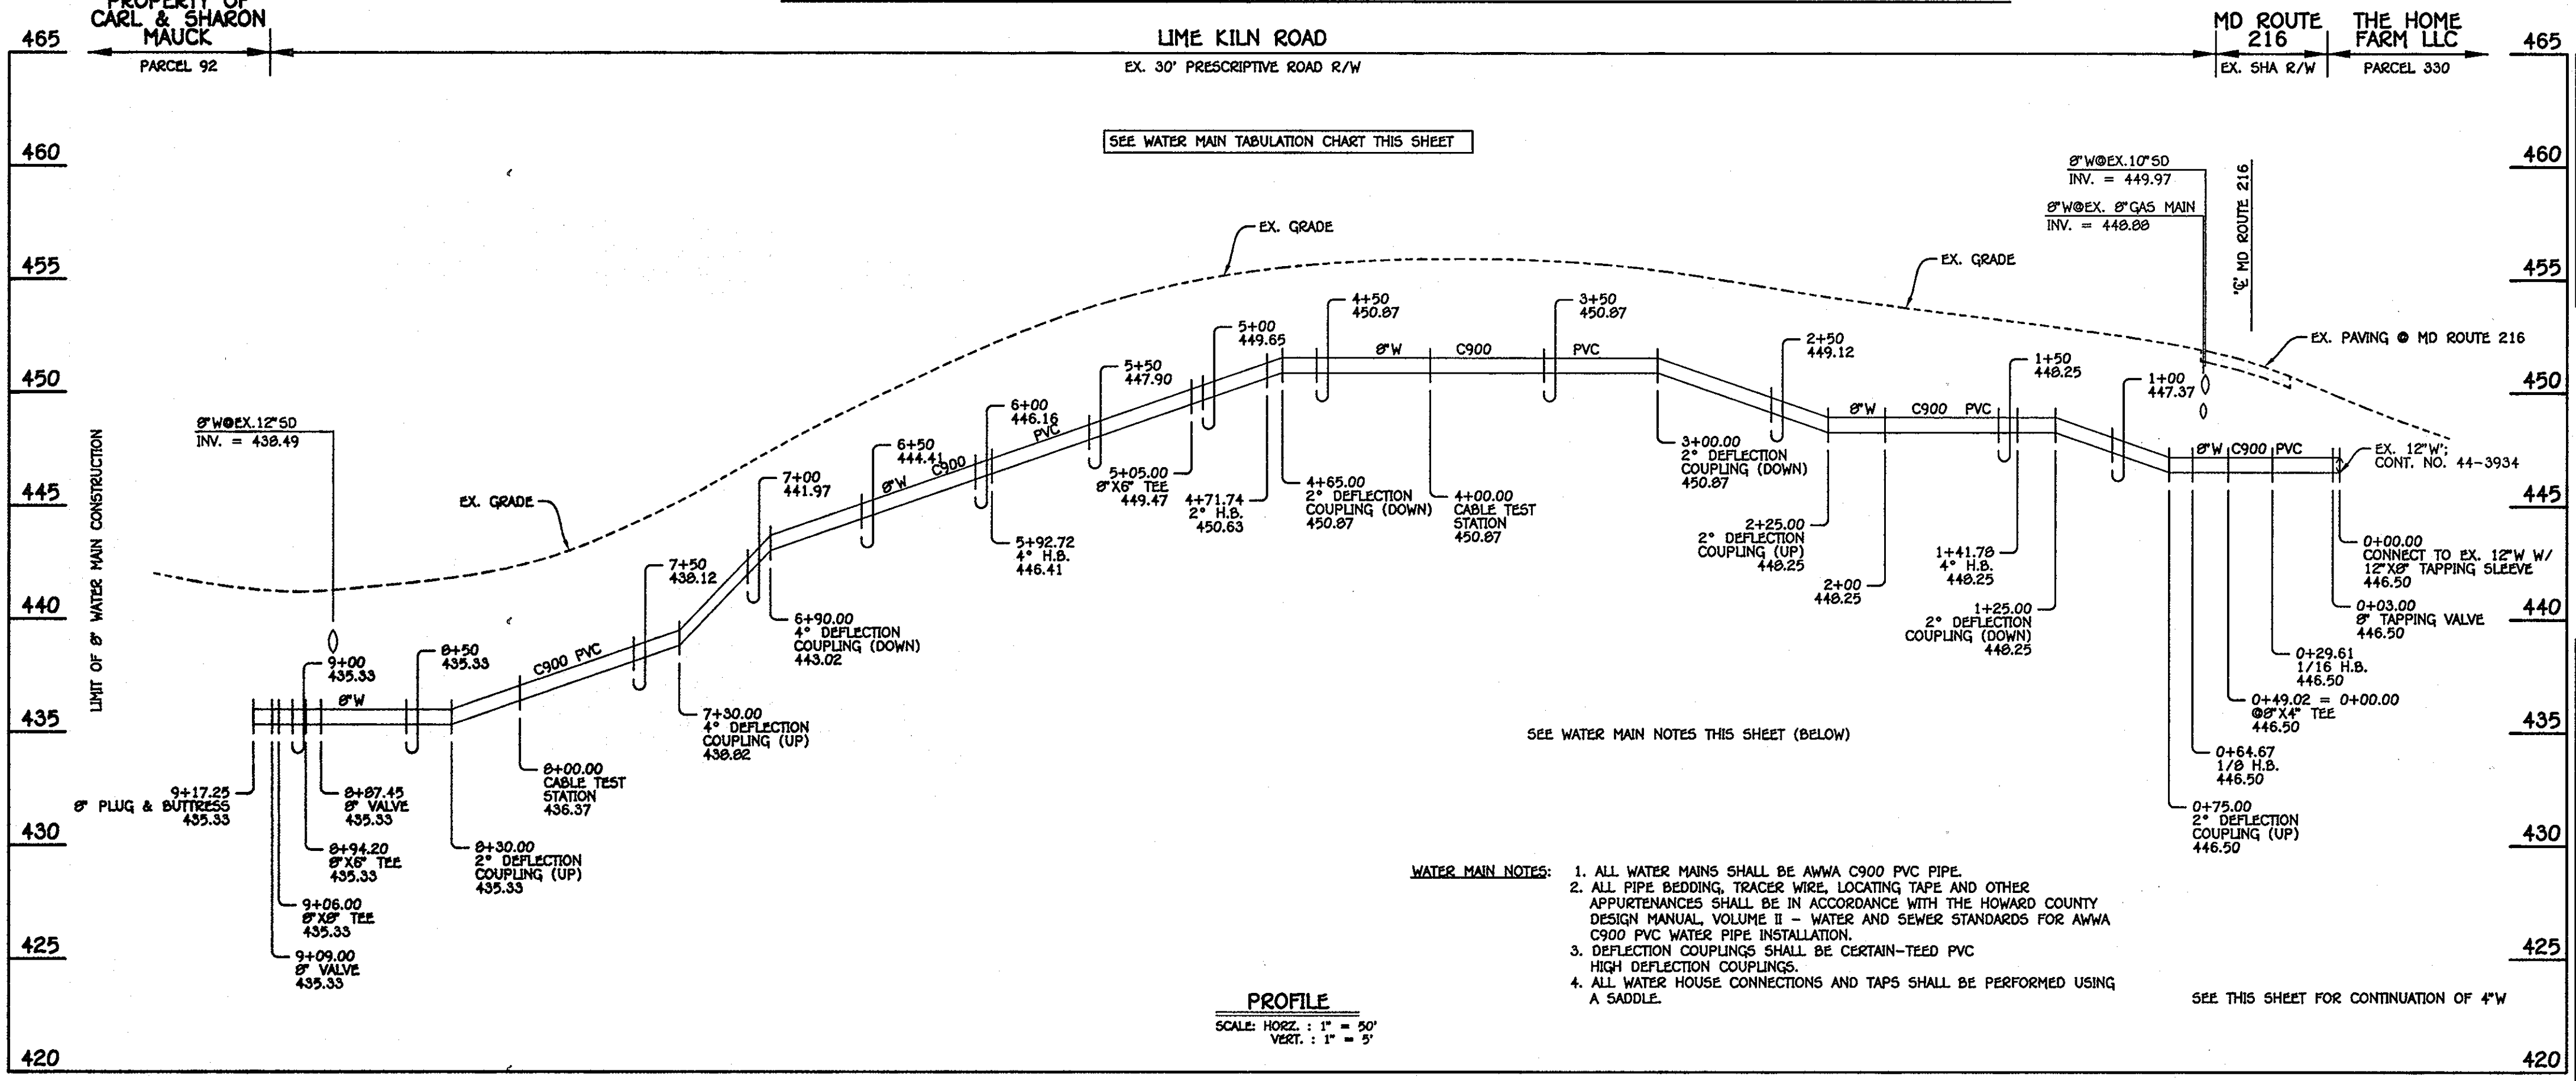 PROPERTY OF
CARL & SHARON
MAUCK
PARCEL 92
LIME KILN ROAD
EX. 30' PRESCRIPTIVE ROAD R/W
MD ROUTE
216
EX. SHA R/W
THE HOME
FARM LLC
PARCEL 330
465
460
455
450
445
440
435
430
425
420
465
460
455
450
445
440
435
430
425
420
SEE WATER MAIN TABULATION CHART THIS SHEET
8"W@EX.10"SD
INV. = 449.97
8"W@EX. 8"GAS MAIN
INV. = 448.88
'℄' MD ROUTE 216
EX. GRADE
EX. GRADE
EX. GRADE
EX. PAVING @ MD ROUTE 216
LIMIT OF 8" WATER MAIN CONSTRUCTION
8"W@EX.12"SD
INV. = 438.49
9+00
435.33
8+50
435.33
7+50
438.12
7+00
441.97
6+50
444.41
6+00
446.16
5+50
447.90
5+00
449.65
4+50
450.87
3+50
450.87
2+50
449.12
1+50
448.25
1+00
447.37
8"W
C900 PVC
8"W
C900
PVC
8"W
C900
PVC
8"W
C900
PVC
8"W
C900
PVC
EX. 12"W";
CONT. NO. 44-3934
9+17.25
8" PLUG & BUTTRESS
435.33
8+87.45
8" VALVE
435.33
8+94.20
8"X6" TEE
435.33
9+06.00
8"X8" TEE
435.33
9+09.00
8" VALVE
435.33
8+30.00
2° DEFLECTION
COUPLING (UP)
435.33
8+00.00
CABLE TEST
STATION
436.37
7+30.00
4° DEFLECTION
COUPLING (UP)
438.82
6+90.00
4° DEFLECTION
COUPLING (DOWN)
443.02
5+92.72
4° H.B.
446.41
5+05.00
8"X6" TEE
449.47
4+71.74
2° H.B.
450.63
4+65.00
2° DEFLECTION
COUPLING (DOWN)
450.87
4+00.00
CABLE TEST
STATION
450.87
3+00.00
2° DEFLECTION
COUPLING (DOWN)
450.87
2+25.00
2° DEFLECTION
COUPLING (UP)
448.25
2+00
448.25
1+41.78
4° H.B.
448.25
1+25.00
2° DEFLECTION
COUPLING (DOWN)
448.25
0+00.00
CONNECT TO EX. 12"W W/
12"X8" TAPPING SLEEVE
446.50
0+03.00
8" TAPPING VALVE
446.50
0+29.61
1/16 H.B.
446.50
0+49.02 = 0+00.00
@8"X4" TEE
446.50
0+64.67
1/8 H.B.
446.50
0+75.00
2° DEFLECTION
COUPLING (UP)
446.50
SEE WATER MAIN NOTES THIS SHEET (BELOW)
WATER MAIN NOTES:
1. ALL WATER MAINS SHALL BE AWWA C900 PVC PIPE.
2. ALL PIPE BEDDING, TRACER WIRE, LOCATING TAPE AND OTHER
APPURTENANCES SHALL BE IN ACCORDANCE WITH THE HOWARD COUNTY
DESIGN MANUAL, VOLUME II - WATER AND SEWER STANDARDS FOR AWWA
C900 PVC WATER PIPE INSTALLATION.
3. DEFLECTION COUPLINGS SHALL BE CERTAIN-TEED PVC
HIGH DEFLECTION COUPLINGS.
4. ALL WATER HOUSE CONNECTIONS AND TAPS SHALL BE PERFORMED USING
A SADDLE.
SEE THIS SHEET FOR CONTINUATION OF 4"W
PROFILE
SCALE: HORZ. : 1" = 50'
VERT. : 1" = 5'